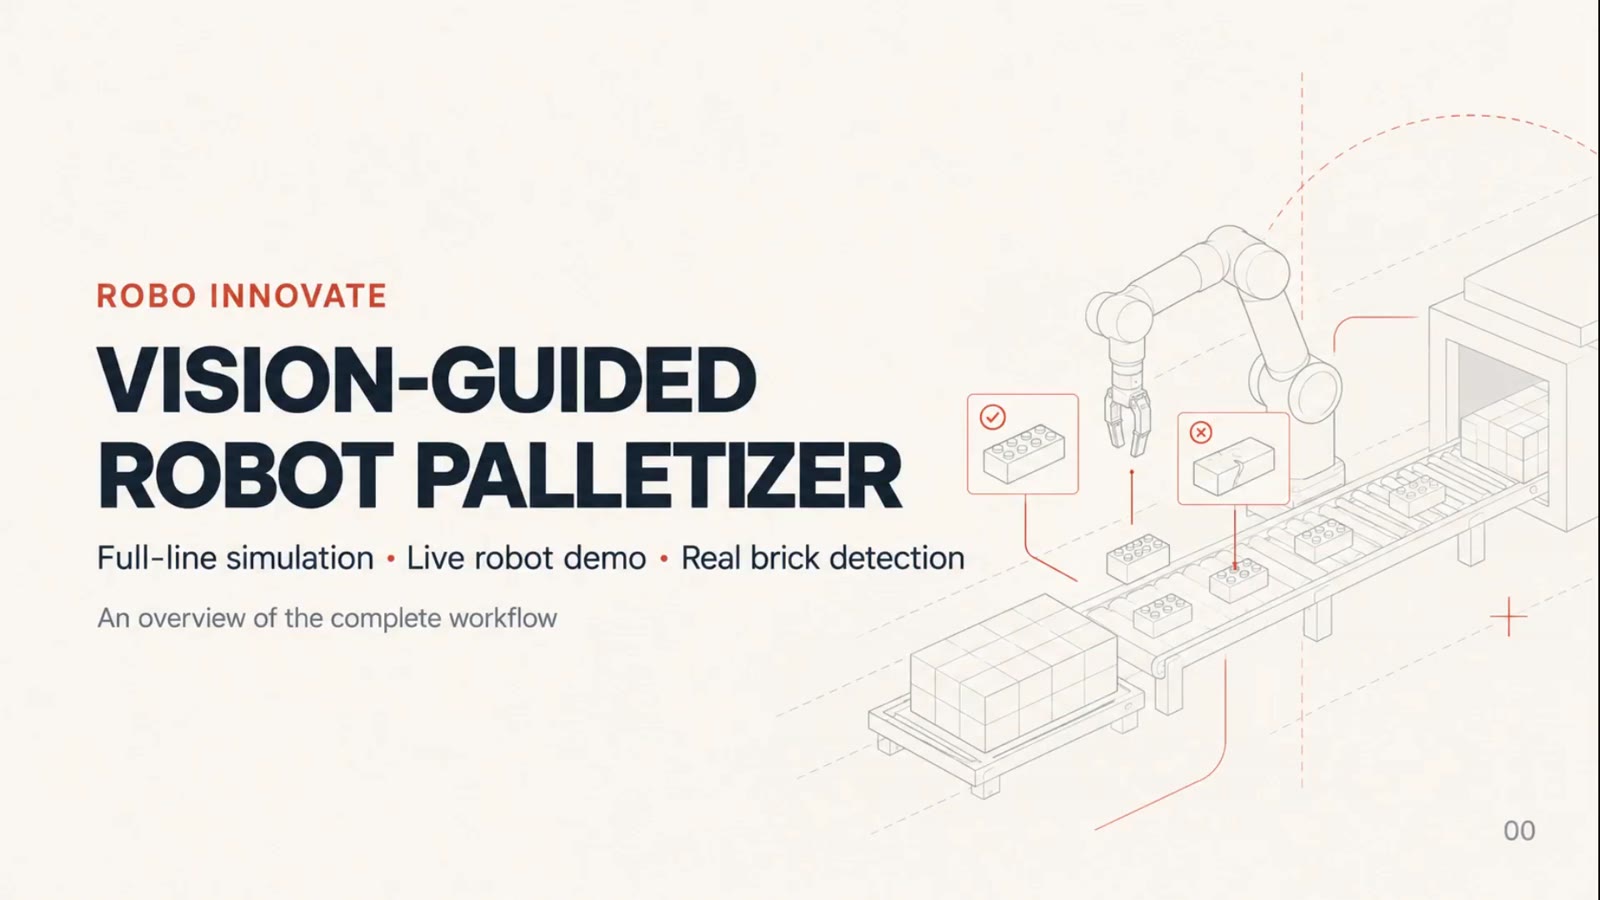 ROBO INNOVATE
VISION-GUIDED
ROBOT PALLETIZER
Full-line simulation • Live robot demo • Real brick detection
An overview of the complete workflow
00